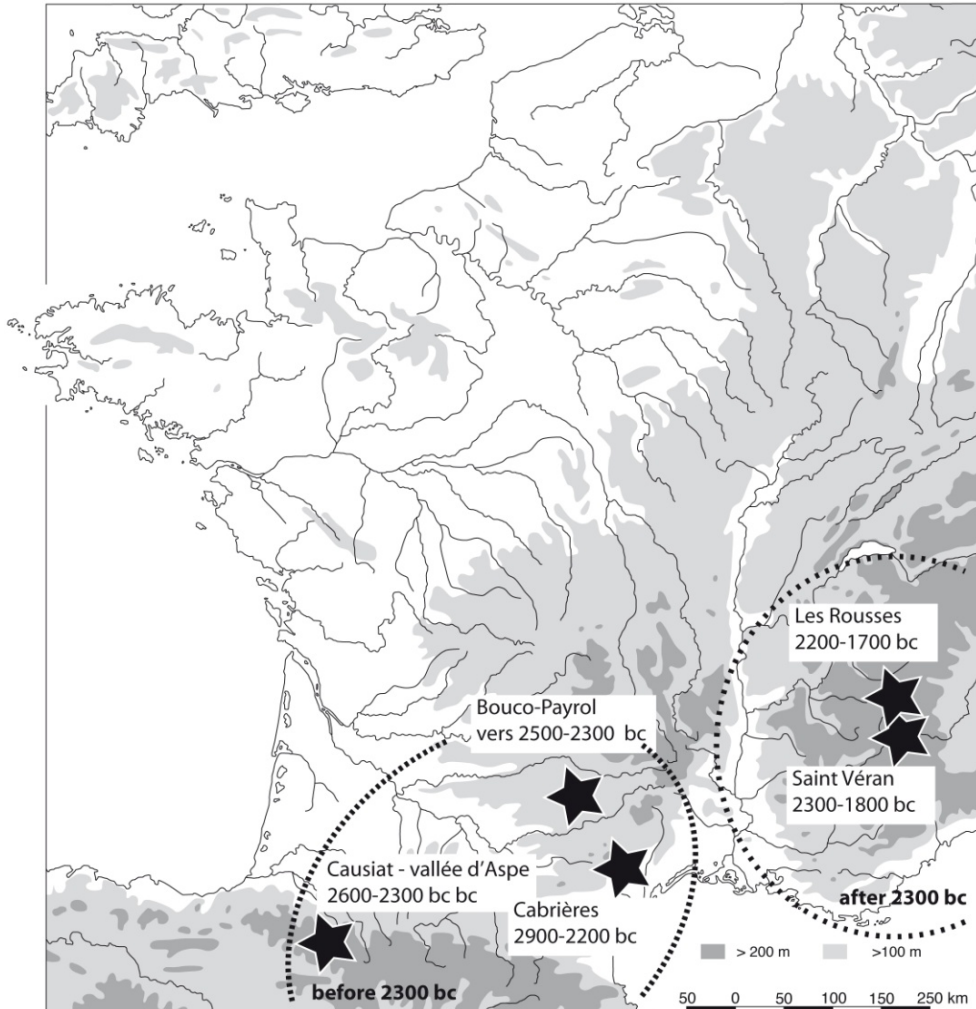 Les Rousses
2200-1700 bc
Bouco-Payrol
vers 2500-2300 bc
Saint Véran
2300-1800 bc
Causiat - vallée d'Aspe
2600-2300 bc bc
Cabrières
2900-2200 bc
after 2300 bc
before 2300 bc
> 200 m >100 m
50 0 50 100 150 200 250 km